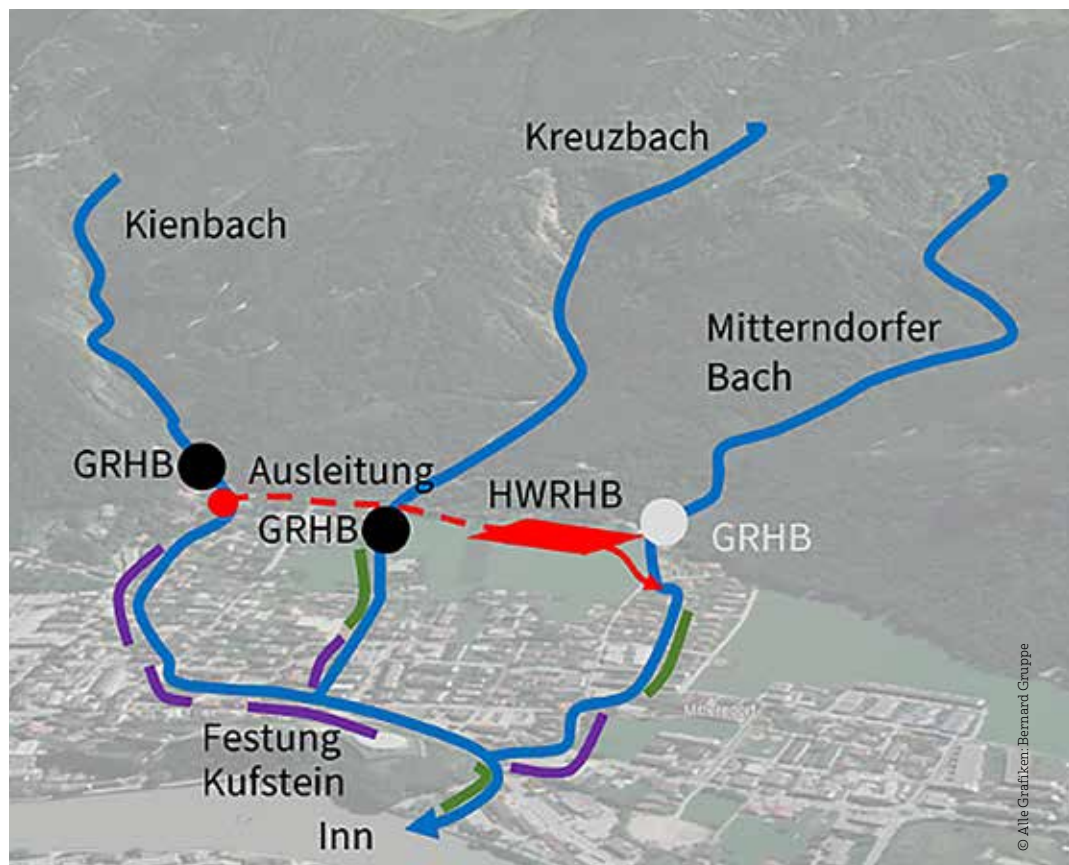 Kreuzbach
Kienbach
Mitterndorfer
Bach
GRHB
Ausleitung
HWRHB
GRHB
GRHB
Festung
Kufstein
Inn
© Alle Grafiken: Bernard Gruppe